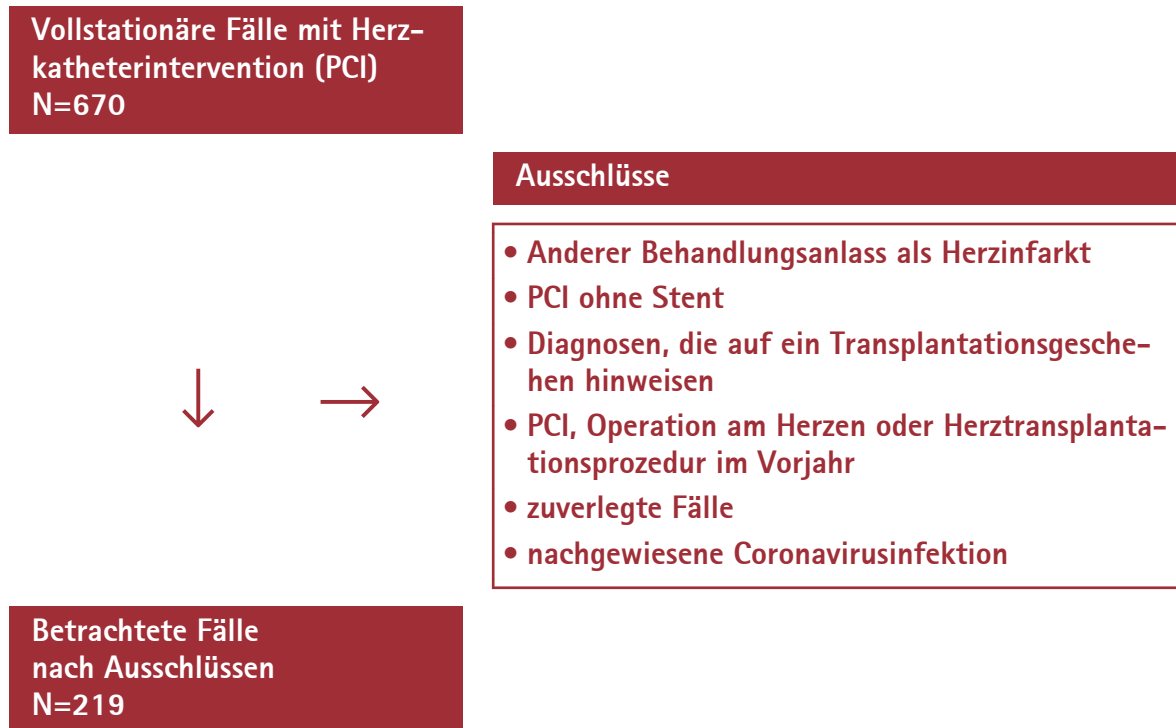 Vollstationäre Fälle mit Herz-
katheterintervention (PCI)
N=670
Ausschlüsse
• Anderer Behandlungsanlass als Herzinfarkt
• PCI ohne Stent
• Diagnosen, die auf ein Transplantationsgesche-
hen hinweisen
• PCI, Operation am Herzen oder Herztransplanta-
tionsprozedur im Vorjahr
• zuverlegte Fälle
• nachgewiesene Coronavirusinfektion
Betrachtete Fälle
nach Ausschlüssen
N=219